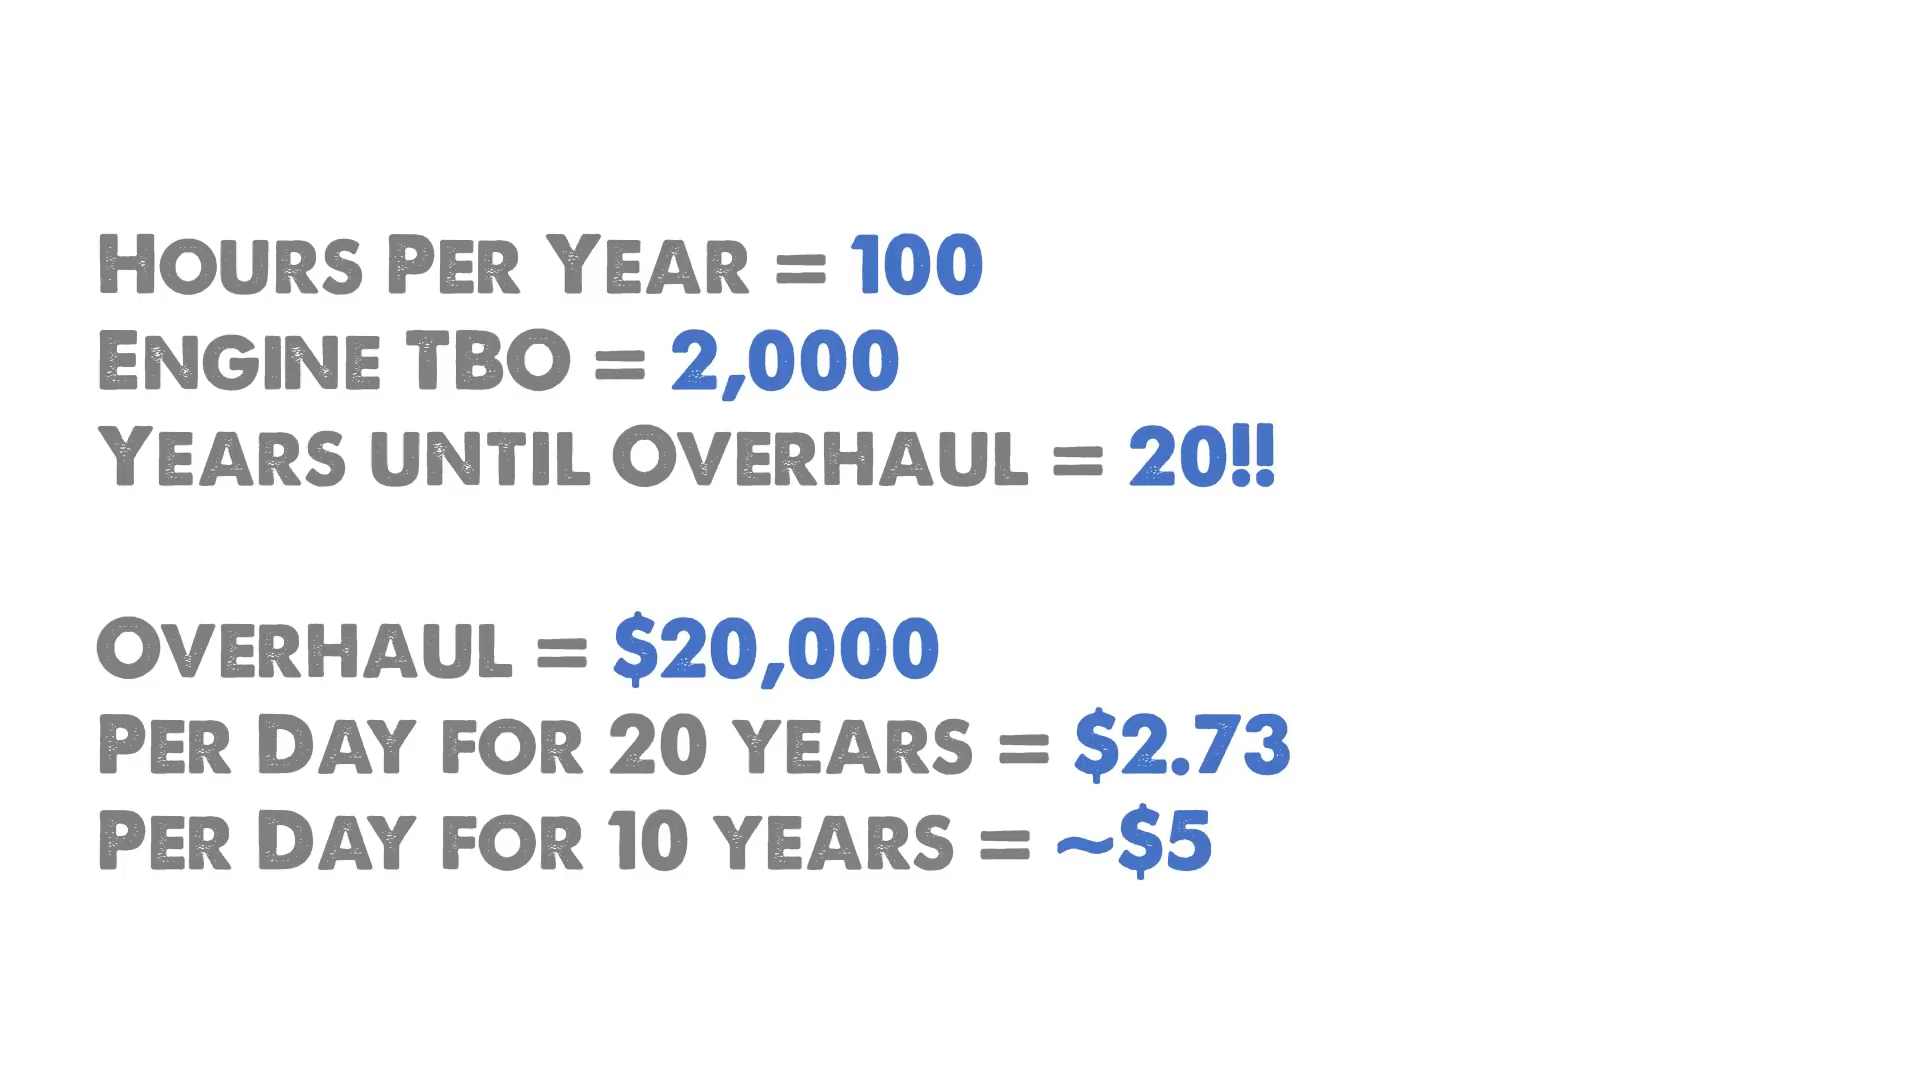 Hours Per Year = 100
Engine TBO = 2,000
Years until Overhaul = 20!!
Overhaul = $20,000
Per Day for 20 years = $2.73
Per Day for 10 years = ~$5